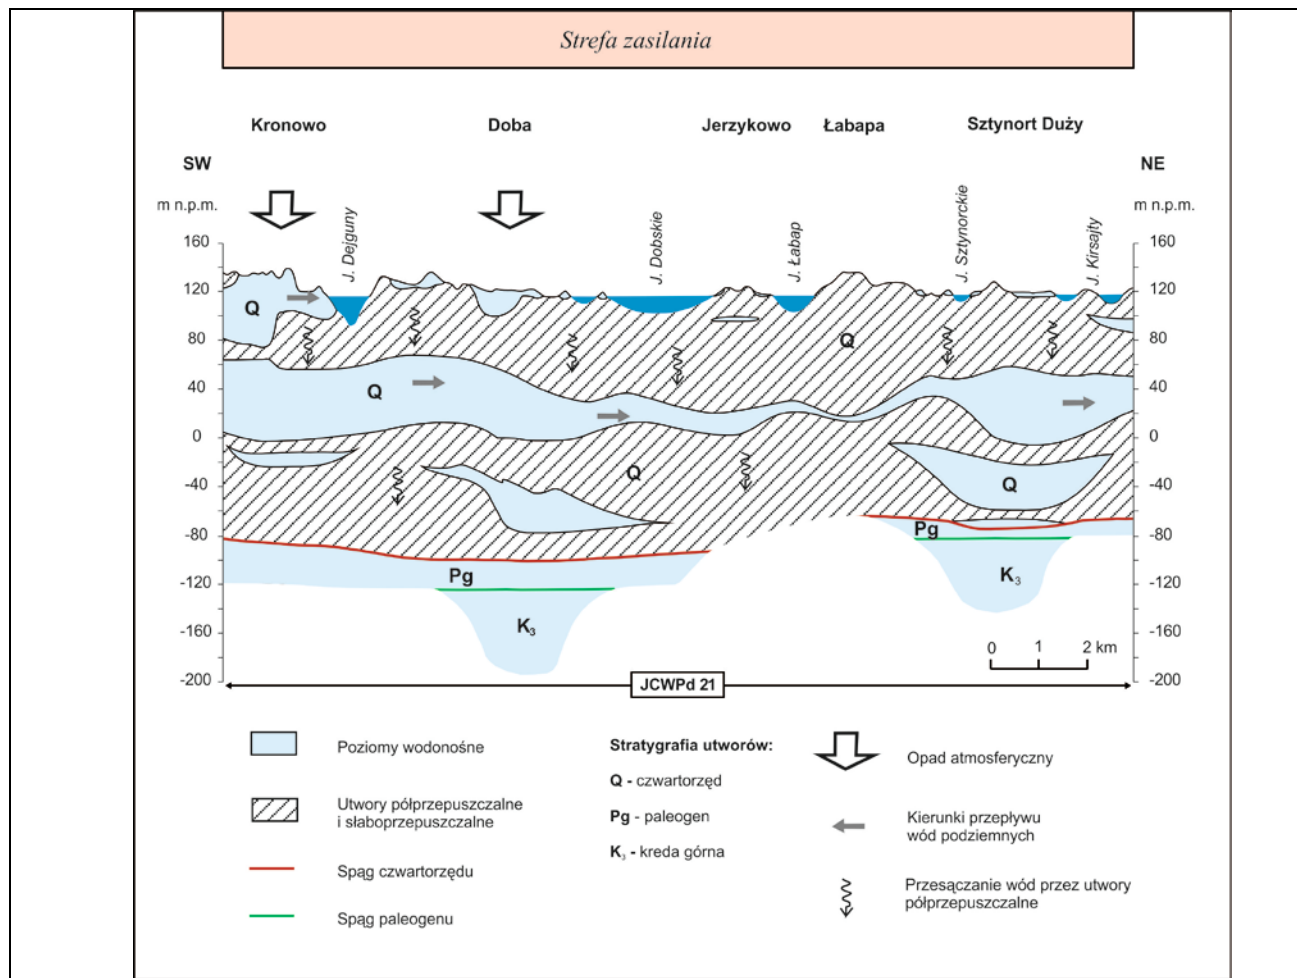 Strefa zasilania
Kronowo Doba Jerzykowo Łabapa Sztynort Duży
SW NE
m n.p.m. m n.p.m.
J. Dejguny
J. Dobskie
J. Łabap
J. Sztynorckie
J. Kirsajty
160 160
120 120
Q
80 80
Q
Q
40 40
0 0
Q
Q
-40 -40
-80 -80
Pg
Pg
-120 -120
K₃
K₃
-160 -160
0 1 2 km
-200 -200
JCWPd 21
Poziomy wodonośne
Utwory półprzepuszczalne
i słaboprzepuszczalne
Spąg czwartorzędu
Spąg paleogenu
Stratygrafia utworów:
Q - czwartorzęd
Pg - paleogen
K₃ - kreda górna
Opad atmosferyczny
Kierunki przepływu
wód podziemnych
Przesączanie wód przez utwory
półprzepuszczalne